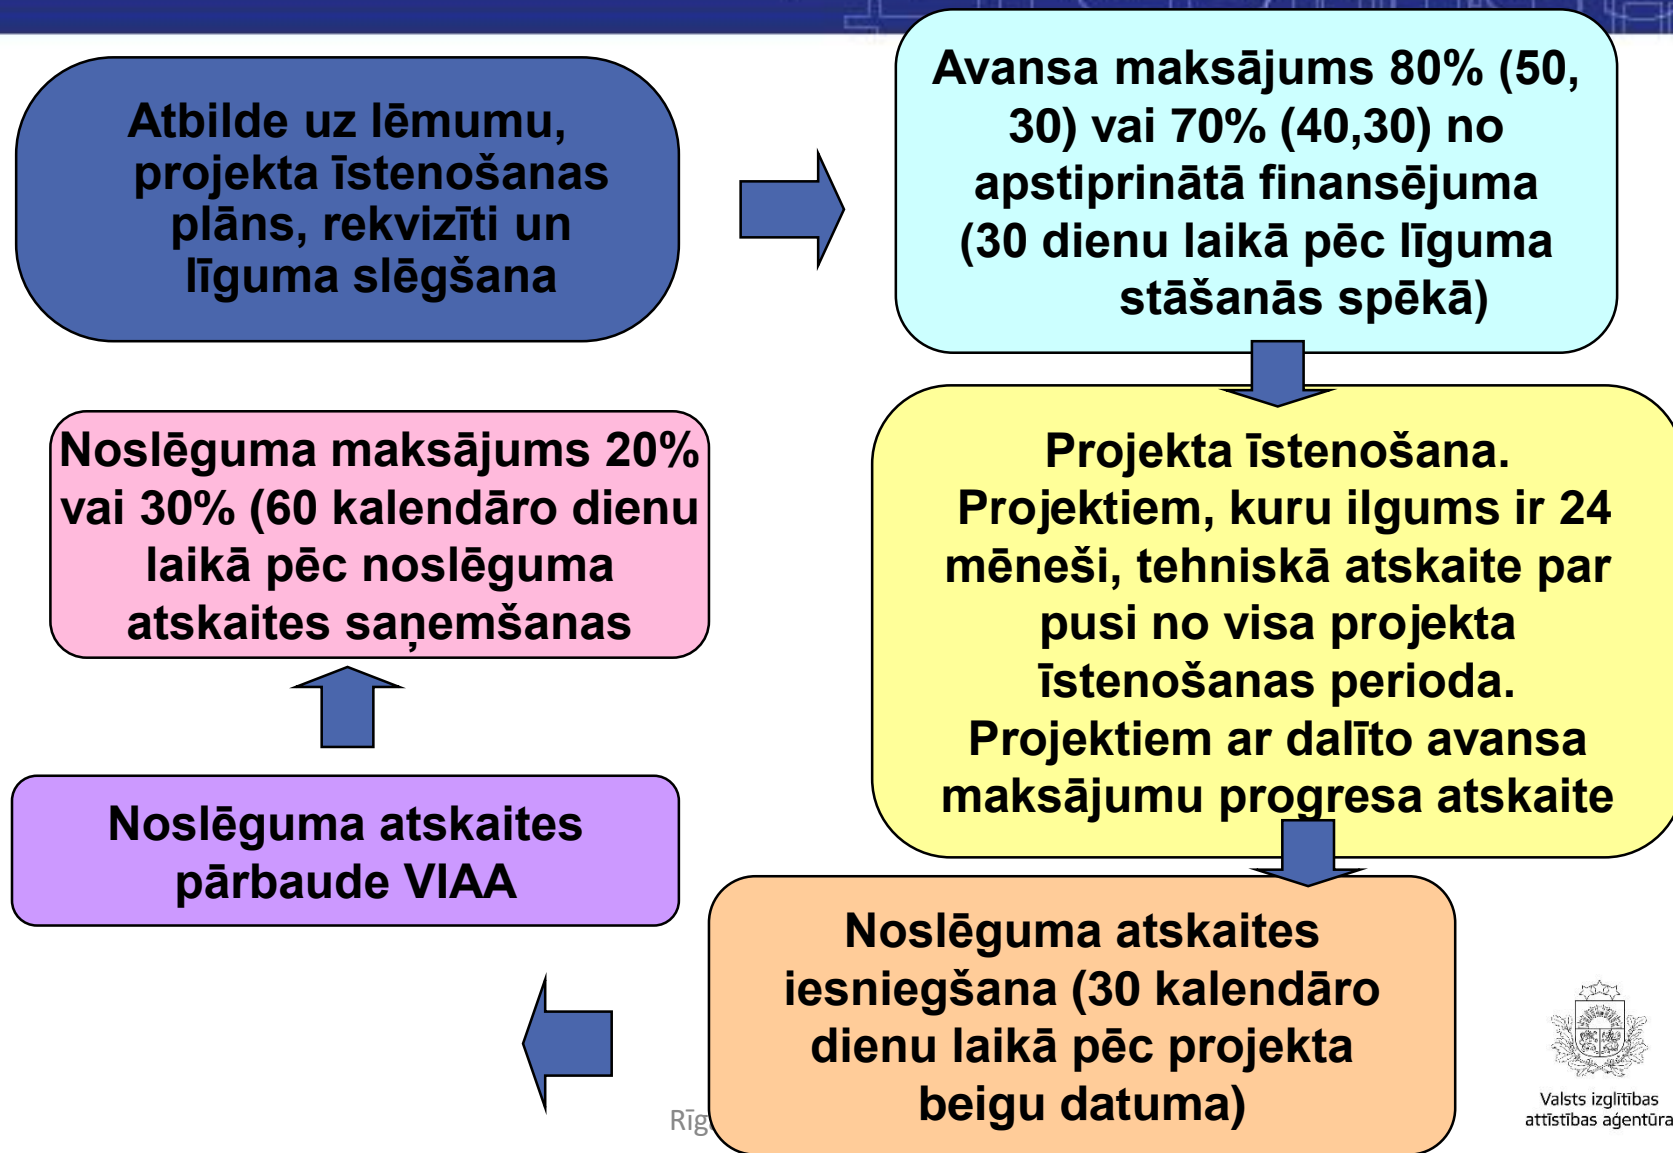 Atbilde uz lēmumu,
projekta īstenošanas
plāns, rekvizīti un
līguma slēgšana
Avansa maksājums 80% (50,
30) vai 70% (40,30) no
apstiprinātā finansējuma
(30 dienu laikā pēc līguma
stāšanās spēkā)
Projekta īstenošana.
Projektiem, kuru ilgums ir 24
mēneši, tehniskā atskaite par
pusi no visa projekta
īstenošanas perioda.
Projektiem ar dalīto avansa
maksājumu progresa atskaite
Noslēguma atskaites
iesniegšana (30 kalendāro
dienu laikā pēc projekta
beigu datuma)
Noslēguma atskaites
pārbaude VIAA
Noslēguma maksājums 20%
vai 30% (60 kalendāro dienu
laikā pēc noslēguma
atskaites saņemšanas
Valsts izglītības
attīstības aģentūra